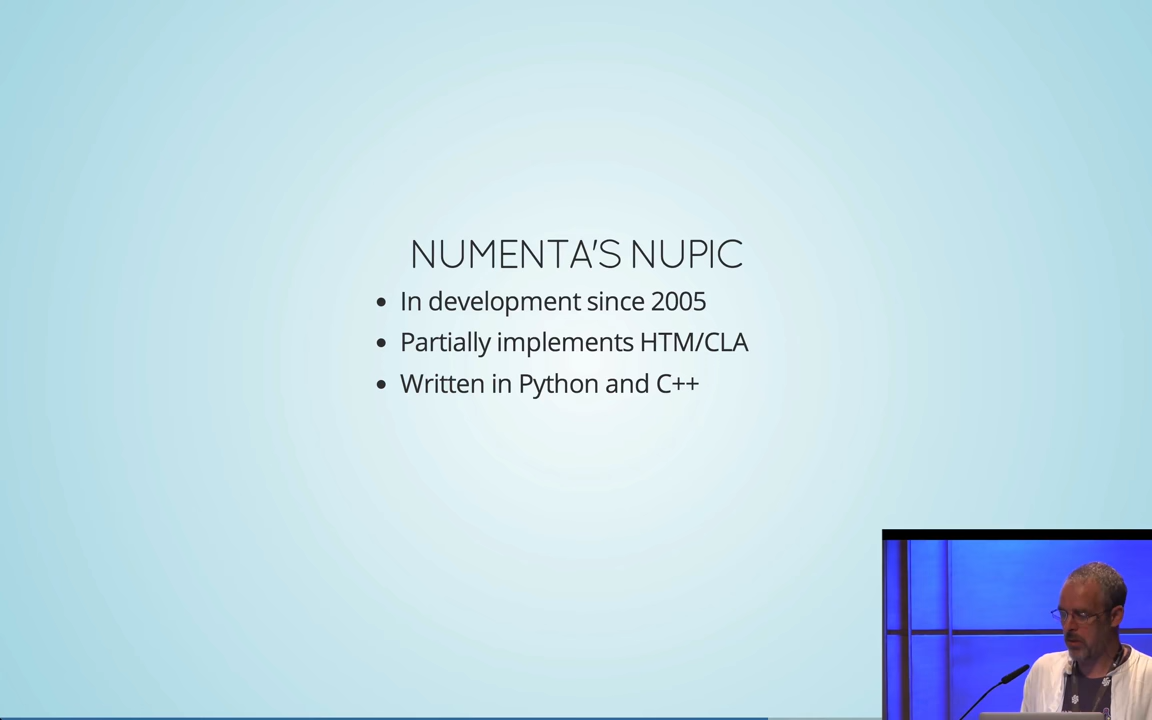 NUMENTA'S NUPIC
In development since 2005
Partially implements HTM/CLA
Written in Python and C++